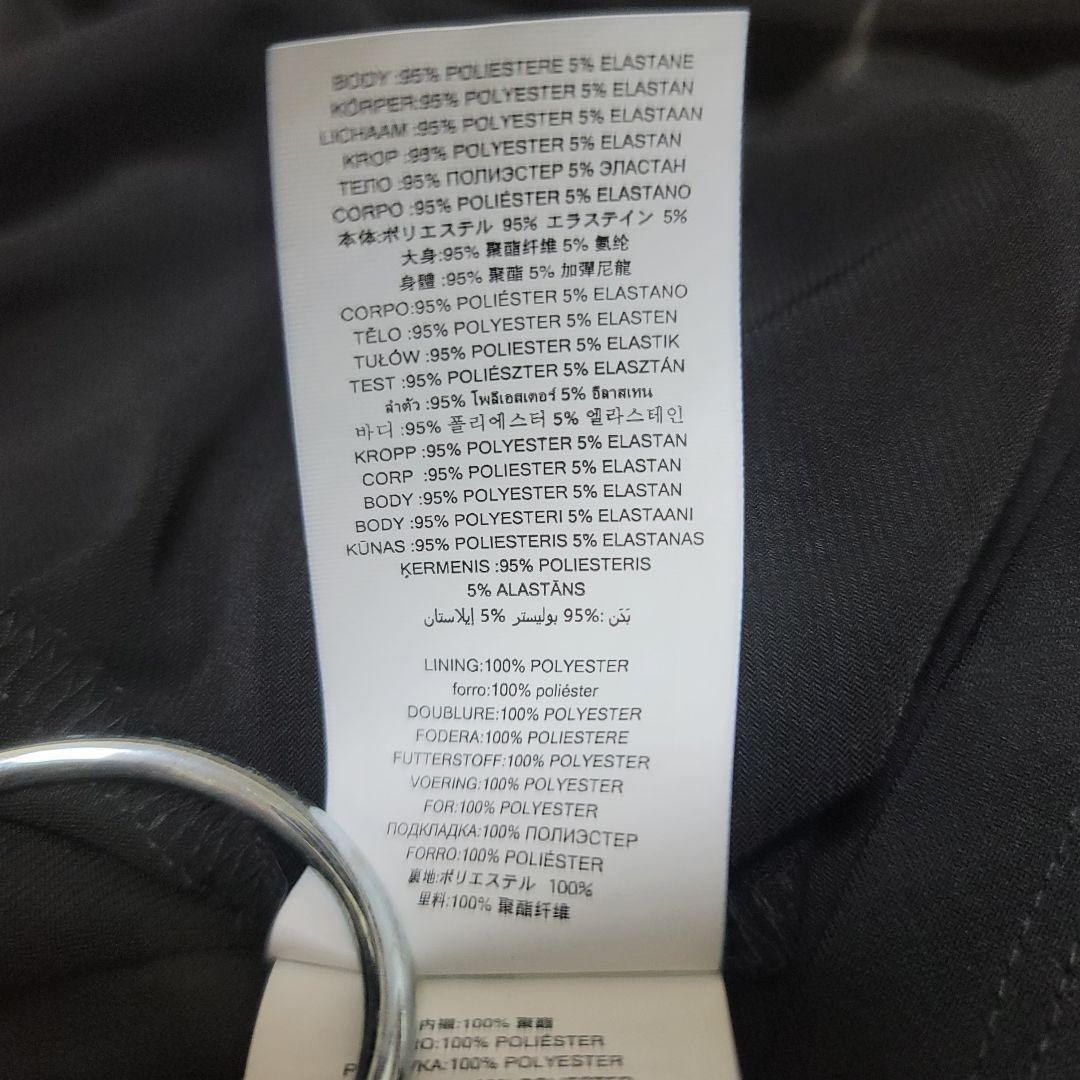 BODY :95% POLIESTERE 5% ELASTANE
KÖRPER:95% POLYESTER 5% ELASTAN
LICHAAM :95% POLYESTER 5% ELASTAAN
KROP :95% POLYESTER 5% ELASTAN
ТЕЛО :95% ПОЛИЭСТЕР 5% ЭЛАСТАН
CORPO :95% POLIÉSTER 5% ELASTANO
本体:ポリエステル 95% エラステイン 5%
大身:95% 聚酯纤维 5% 氨纶
身體 :95% 聚酯 5% 加彈尼龍
CORPO:95% POLIÉSTER 5% ELASTANO
TĚLO :95% POLYESTER 5% ELASTEN
TUŁÓW :95% POLIESTER 5% ELASTIK
TEST :95% POLIÉSZTER 5% ELASZTÁN
ลำตัว :95% โพลีเอสเตอร์ 5% อีลาสเทน
바디 :95% 폴리에스터 5% 엘라스테인
KROPP :95% POLYESTER 5% ELASTAN
CORP :95% POLIESTER 5% ELASTAN
BODY :95% POLYESTER 5% ELASTAN
BODY :95% POLYESTERI 5% ELASTAANI
KŪNAS :95% POLIESTERIS 5% ELASTANAS
ĶERMENIS :95% POLIESTERIS
5% ALASTĀNS
بَدَن :95% بوليستر 5% إيلاستان
LINING:100% POLYESTER
forro:100% poliéster
DOUBLURE:100% POLYESTER
FODERA:100% POLIESTERE
FUTTERSTOFF:100% POLYESTER
VOERING:100% POLYESTER
FOR:100% POLYESTER
ПОДКЛАДКА:100% ПОЛИЭСТЕР
FORRO:100% POLIÉSTER
裏地:ポリエステル 100%
里料:100% 聚酯纤维
内襯:100% 聚酯
RO:100% POLIÉSTER
VKA:100% POLYESTER